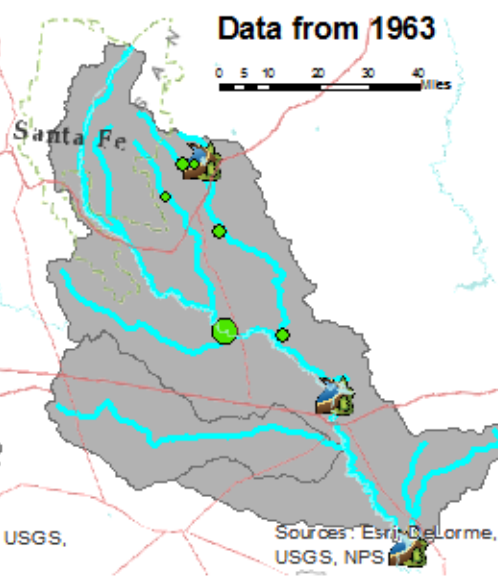 Data from 1963
0 5 10 20 30 40
Miles
Santa Fe
USGS,
Sources: Esri, DeLorme,
USGS, NPS